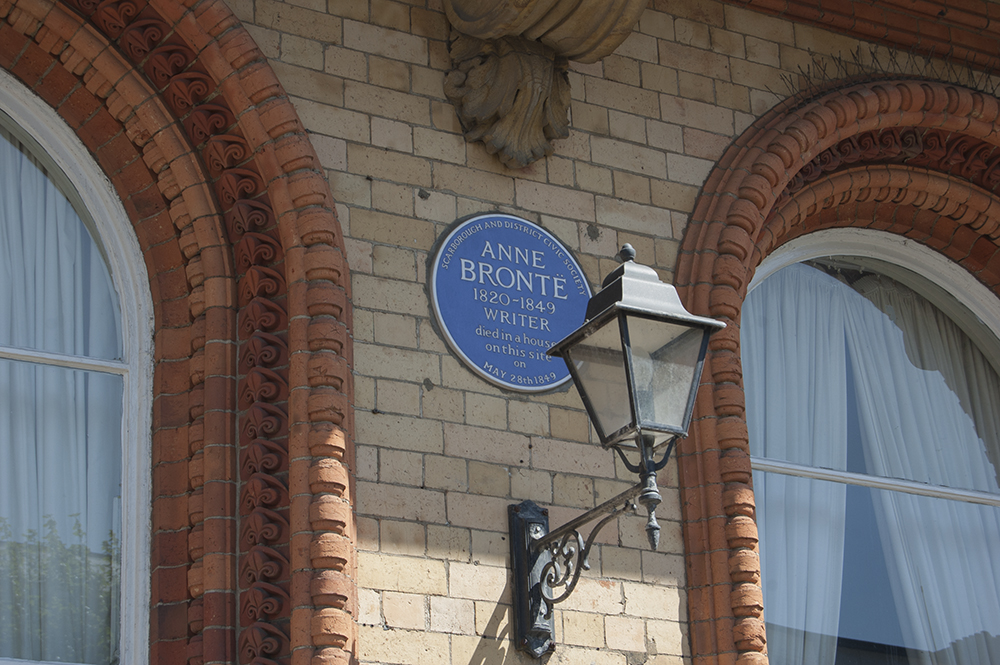 SCARBOROUGH AND DISTRICT CIVIC SOCIETY
ANNE
BRONTË
1820-1849
WRITER
died in a house
on this site
on
MAY 28th 1849